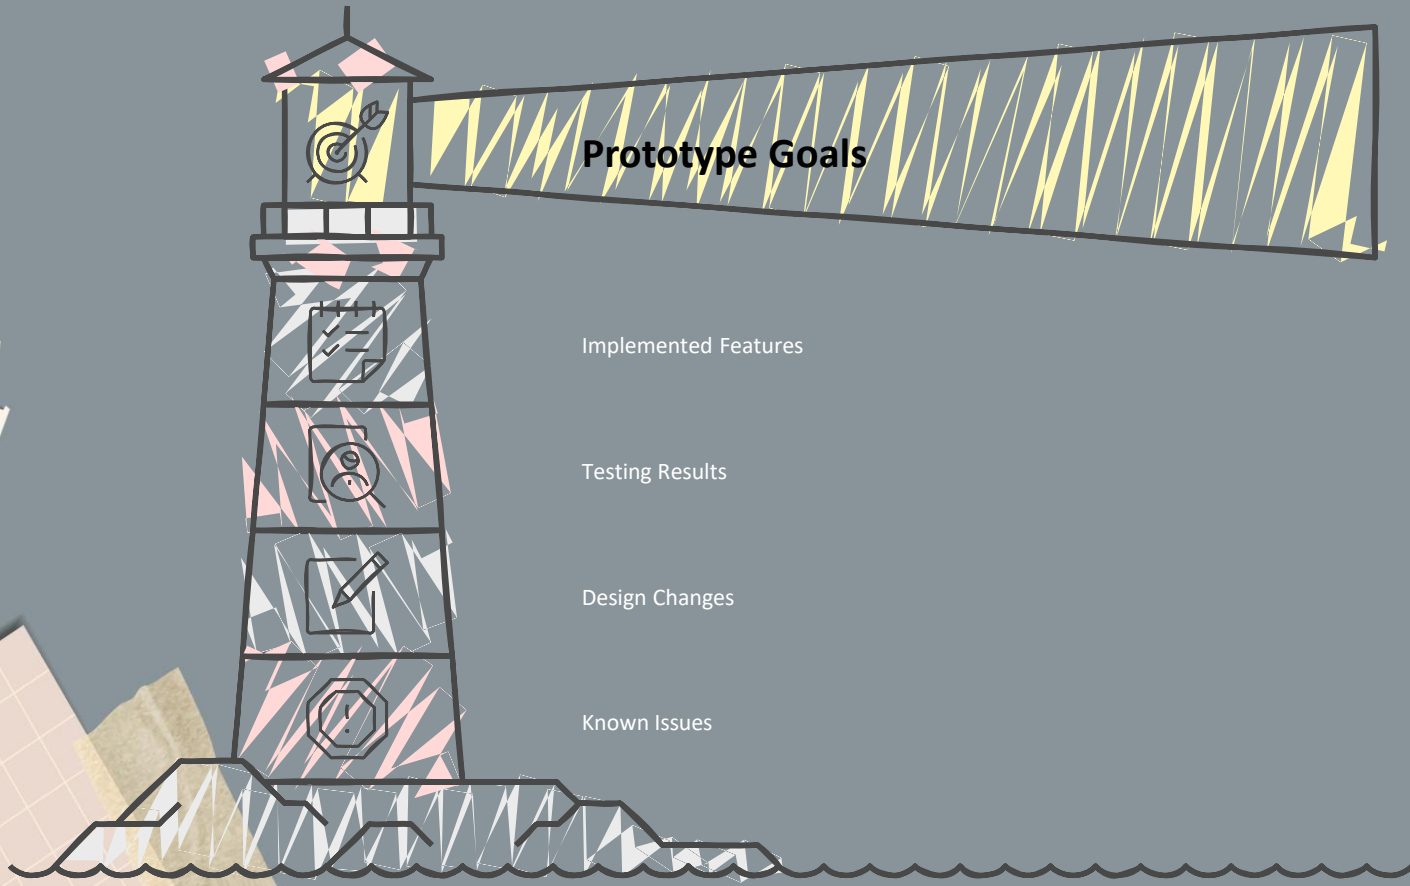 Prototype Goals
Implemented Features
Testing Results
Design Changes
Known Issues